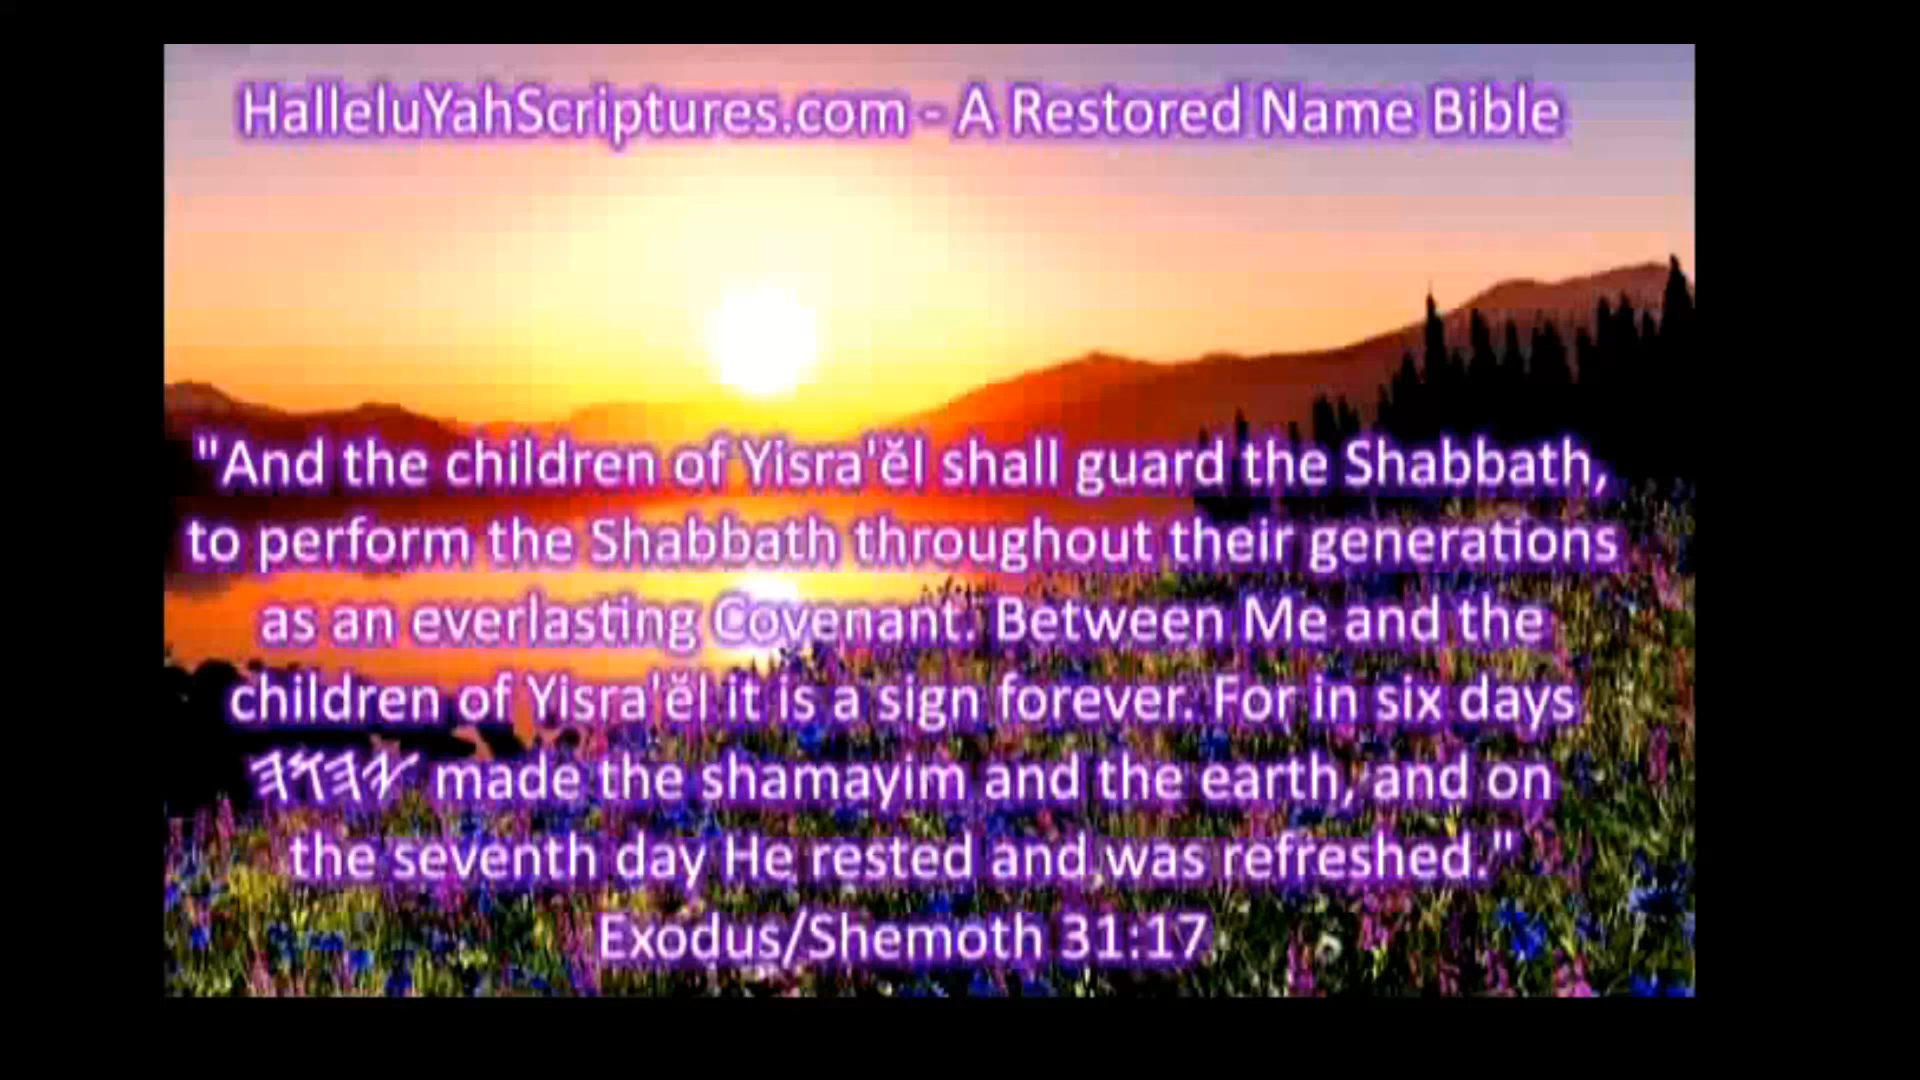 HalleluYahScriptures.com - A Restored Name Bible
"And the children of Yisra'ĕl shall guard the Shabbath,
to perform the Shabbath throughout their generations
as an everlasting Covenant. Between Me and the
children of Yisra'ĕl it is a sign forever. For in six days
𐤉𐤄𐤅𐤄 made the shamayim and the earth, and on
the seventh day He rested and was refreshed."
Exodus/Shemoth 31:17